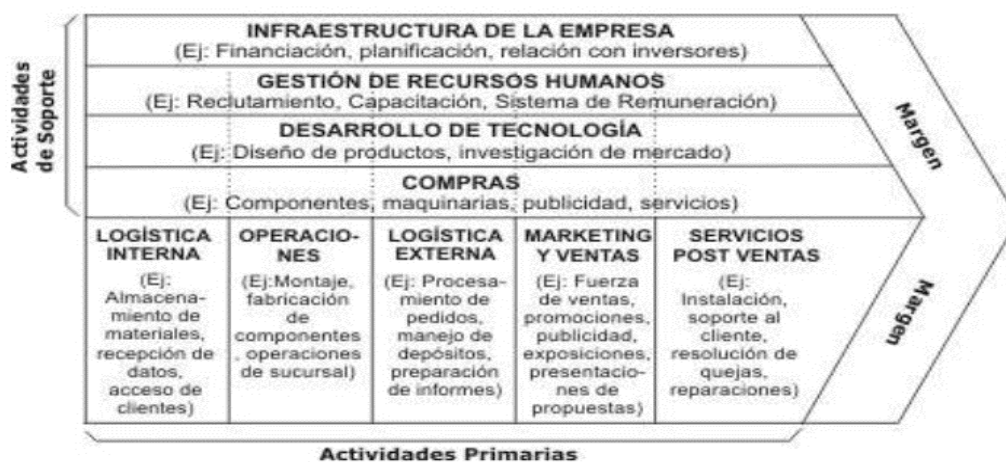 Actividades
de Soporte
INFRAESTRUCTURA DE LA EMPRESA
(Ej: Financiación, planificación, relación con inversores)
GESTIÓN DE RECURSOS HUMANOS
(Ej: Reclutamiento, Capacitación, Sistema de Remuneración)
DESARROLLO DE TECNOLOGÍA
(Ej: Diseño de productos, investigación de mercado)
COMPRAS
(Ej: Componentes, maquinarias, publicidad, servicios)
Margen
LOGÍSTICA
INTERNA
(Ej:
Almacena-
miento de
materiales,
recepción de
datos,
acceso de
clientes)
OPERACIO-
NES
(Ej:Montaje,
fabricación
de
componentes
, operaciones
de sucursal)
LOGÍSTICA
EXTERNA
(Ej: Procesa-
miento de
pedidos,
manejo de
depósitos,
preparación
de informes)
MARKETING
Y VENTAS
(Ej: Fuerza
de ventas,
promociones,
publicidad,
exposiciones,
presentacio-
nes de
propuestas)
SERVICIOS
POST VENTAS
(Ej:
Instalación,
soporte al
cliente,
resolución de
quejas,
reparaciones)
Margen
Actividades Primarias